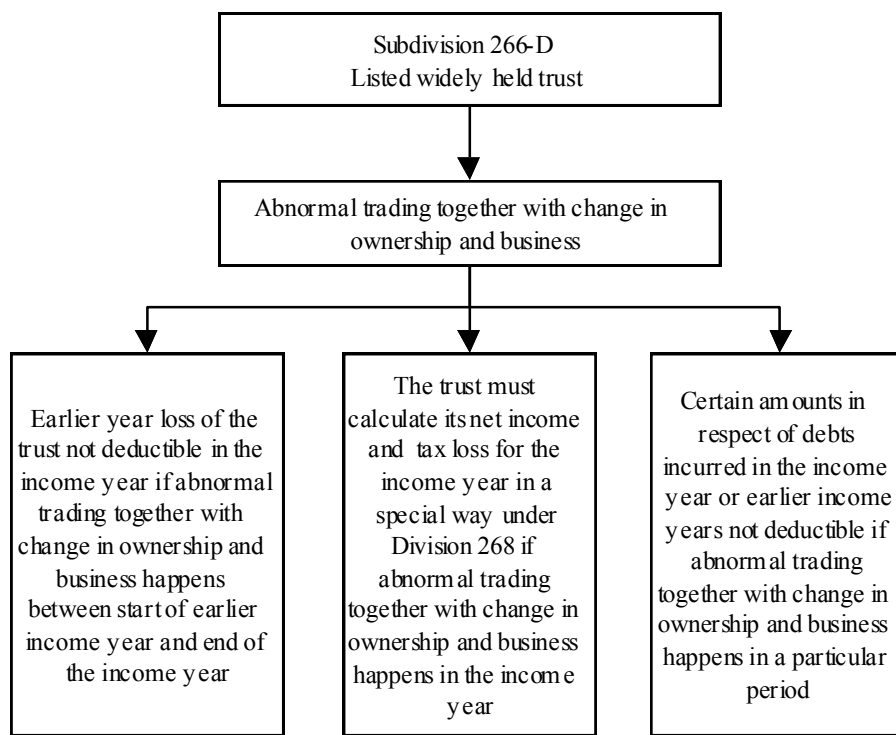 Subdivision 266-D
Listed widely held trust
Abnormal trading together with change in
ownership and business
Earlier year loss of the
trust not deductible in the
income year if abnormal
trading together with
change in ownership and
business happens
between start of earlier
income year and end of
the income year
The trust must
calculate its net income
and tax loss for the
income year in a
special way under
Division 268 if
abnormal trading
together with change in
ownership and business
happens in the income
year
Certain amounts in
respect of debts
incurred in the income
year or earlier income
years not deductible if
abnormal trading
together with change in
ownership and business
happens in a particular
period